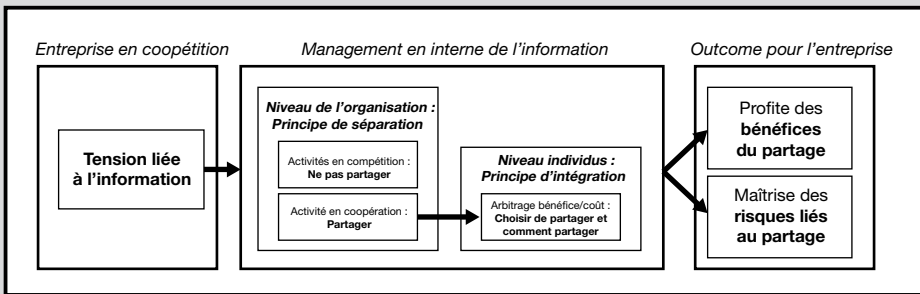 Entreprise en coopétition
Management en interne de l'information
Outcome pour l'entreprise
Tension liée
à l'information
Niveau de l'organisation :
Principe de séparation
Activités en compétition :
Ne pas partager
Activité en coopération :
Partager
Niveau individus :
Principe d'intégration
Arbitrage bénéfice/coût :
Choisir de partager et
comment partager
Profite des
bénéfices
du partage
Maîtrise des
risques liés
au partage